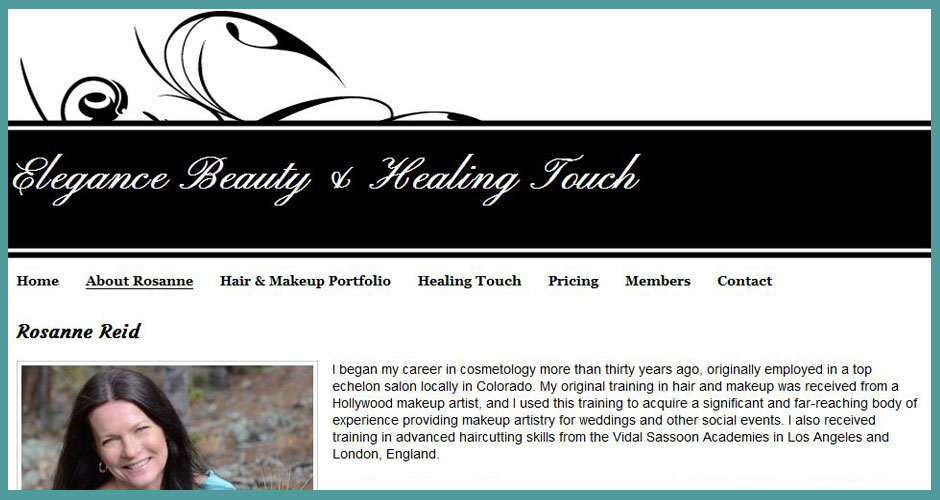 Elegance Beauty & Healing Touch
Home About Rosanne Hair & Makeup Portfolio Healing Touch Pricing Members Contact
Rosanne Reid
I began my career in cosmetology more than thirty years ago, originally employed in a top
echelon salon locally in Colorado. My original training in hair and makeup was received from a
Hollywood makeup artist, and I used this training to acquire a significant and far-reaching body of
experience providing makeup artistry for weddings and other social events. I also received
training in advanced haircutting skills from the Vidal Sassoon Academies in Los Angeles and
London, England.